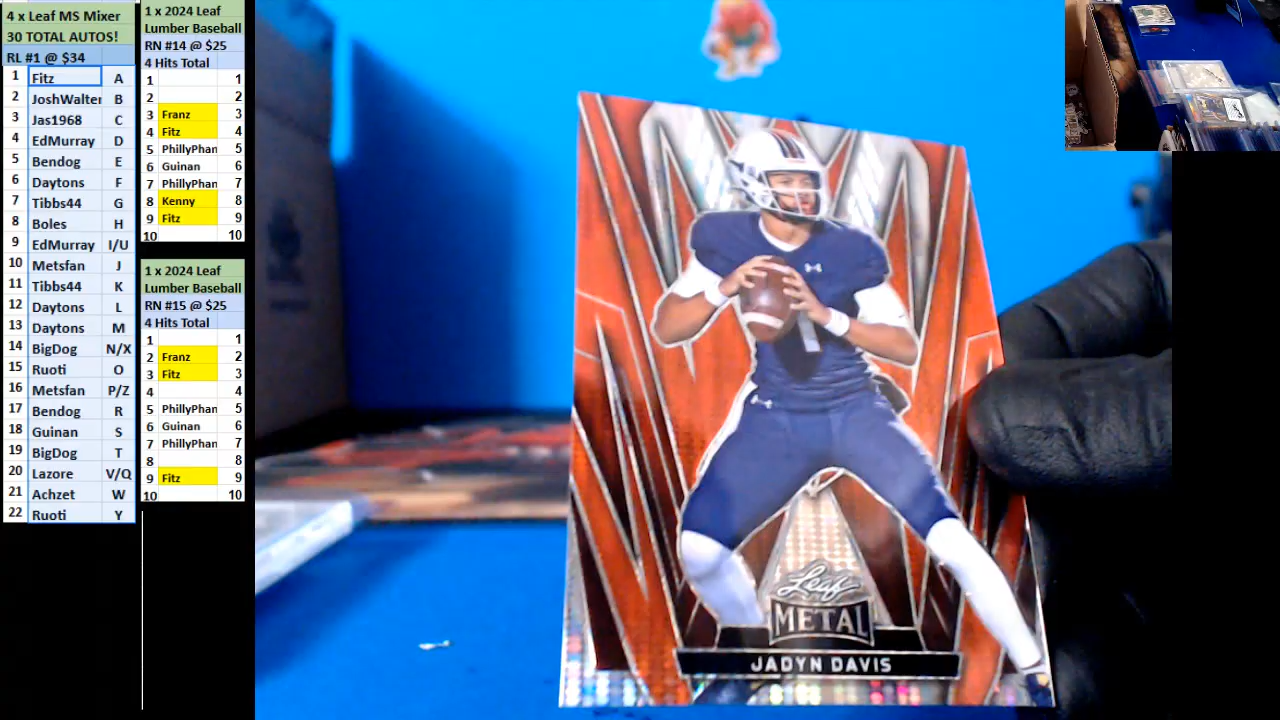 4 x Leaf MS Mixer
30 TOTAL AUTOS!
RL #1 @ $34
1 Fitz A
2 JoshWalter B
3 Jas1968 C
4 EdMurray D
5 Bendog E
6 Daytons F
7 Tibbs44 G
8 Boles H
9 EdMurray I/U
10 Metsfan J
11 Tibbs44 K
12 Daytons L
13 Daytons M
14 BigDog N/X
15 Ruoti O
16 Metsfan P/Z
17 Bendog R
18 Guinan S
19 BigDog T
20 Lazore V/Q
21 Achzet W
22 Ruoti Y
1 x 2024 Leaf
Lumber Baseball
RN #14 @ $25
4 Hits Total
1 1
2 2
3 Franz 3
4 Fitz 4
5 PhillyPhan 5
6 Guinan 6
7 PhillyPhan 7
8 Kenny 8
9 Fitz 9
10 10
1 x 2024 Leaf
Lumber Baseball
RN #15 @ $25
4 Hits Total
1 1
2 Franz 2
3 Fitz 3
4 4
5 PhillyPhan 5
6 Guinan 6
7 PhillyPhan 7
8 8
9 Fitz 9
10 10
1
Leaf
METAL
JADYN DAVIS